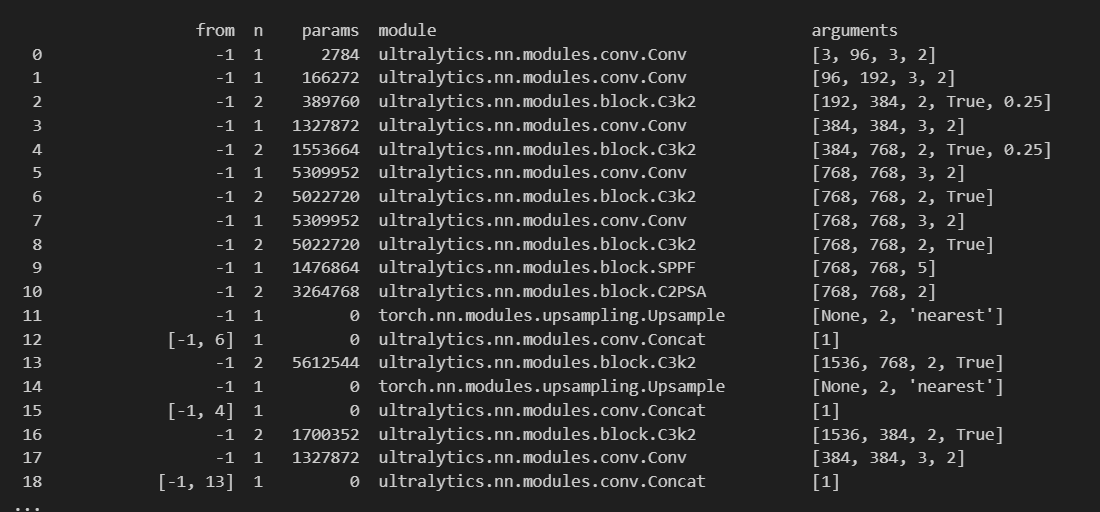 from n params module arguments
0 -1 1 2784 ultralytics.nn.modules.conv.Conv [3, 96, 3, 2]
1 -1 1 166272 ultralytics.nn.modules.conv.Conv [96, 192, 3, 2]
2 -1 2 389760 ultralytics.nn.modules.block.C3k2 [192, 384, 2, True, 0.25]
3 -1 1 1327872 ultralytics.nn.modules.conv.Conv [384, 384, 3, 2]
4 -1 2 1553664 ultralytics.nn.modules.block.C3k2 [384, 768, 2, True, 0.25]
5 -1 1 5309952 ultralytics.nn.modules.conv.Conv [768, 768, 3, 2]
6 -1 2 5022720 ultralytics.nn.modules.block.C3k2 [768, 768, 2, True]
7 -1 1 5309952 ultralytics.nn.modules.conv.Conv [768, 768, 3, 2]
8 -1 2 5022720 ultralytics.nn.modules.block.C3k2 [768, 768, 2, True]
9 -1 1 1476864 ultralytics.nn.modules.block.SPPF [768, 768, 5]
10 -1 2 3264768 ultralytics.nn.modules.block.C2PSA [768, 768, 2]
11 -1 1 0 torch.nn.modules.upsampling.Upsample [None, 2, 'nearest']
12 [-1, 6] 1 0 ultralytics.nn.modules.conv.Concat [1]
13 -1 2 5612544 ultralytics.nn.modules.block.C3k2 [1536, 768, 2, True]
14 -1 1 0 torch.nn.modules.upsampling.Upsample [None, 2, 'nearest']
15 [-1, 4] 1 0 ultralytics.nn.modules.conv.Concat [1]
16 -1 2 1700352 ultralytics.nn.modules.block.C3k2 [1536, 384, 2, True]
17 -1 1 1327872 ultralytics.nn.modules.conv.Conv [384, 384, 3, 2]
18 [-1, 13] 1 0 ultralytics.nn.modules.conv.Concat [1]
...